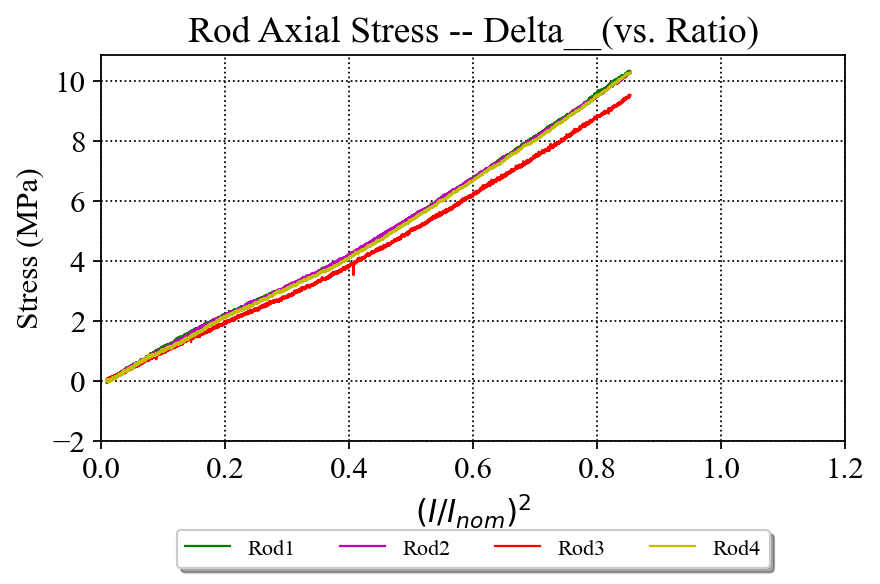 Rod Axial Stress -- Delta__(vs. Ratio)
Stress (MPa)
10
8
6
4
2
0
−2
0.0 0.2 0.4 0.6 0.8 1.0 1.2
(I/I_nom)^2
Rod1 Rod2 Rod3 Rod4